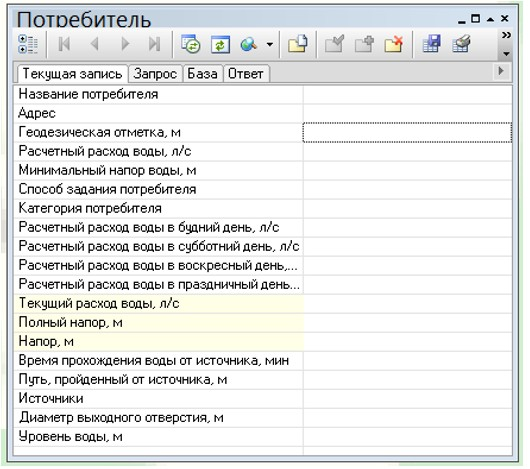 Потребитель
Текущая запись Запрос База Ответ
Название потребителя
Адрес
Геодезическая отметка, м
Расчетный расход воды, л/с
Минимальный напор воды, м
Способ задания потребителя
Категория потребителя
Расчетный расход воды в будний день, л/с
Расчетный расход воды в субботний день, л/с
Расчетный расход воды в воскресный день,...
Расчетный расход воды в праздничный день...
Текущий расход воды, л/с
Полный напор, м
Напор, м
Время прохождения воды от источника, мин
Путь, пройденный от источника, м
Источники
Диаметр выходного отверстия, м
Уровень воды, м